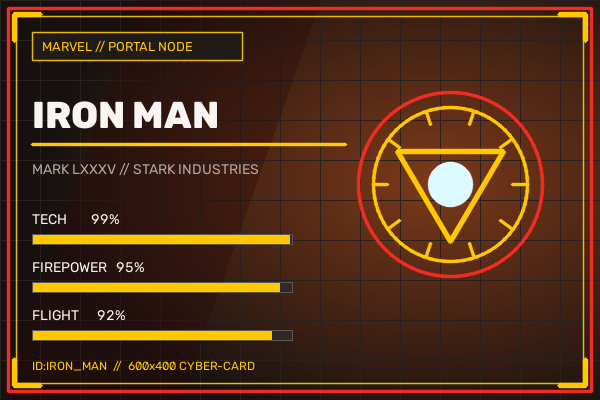 MARVEL // PORTAL NODE
IRON MAN
MARK LXXXV // STARK INDUSTRIES
TECH 99%
FIREPOWER 95%
FLIGHT 92%
ID:IRON_MAN // 600x400 CYBER-CARD